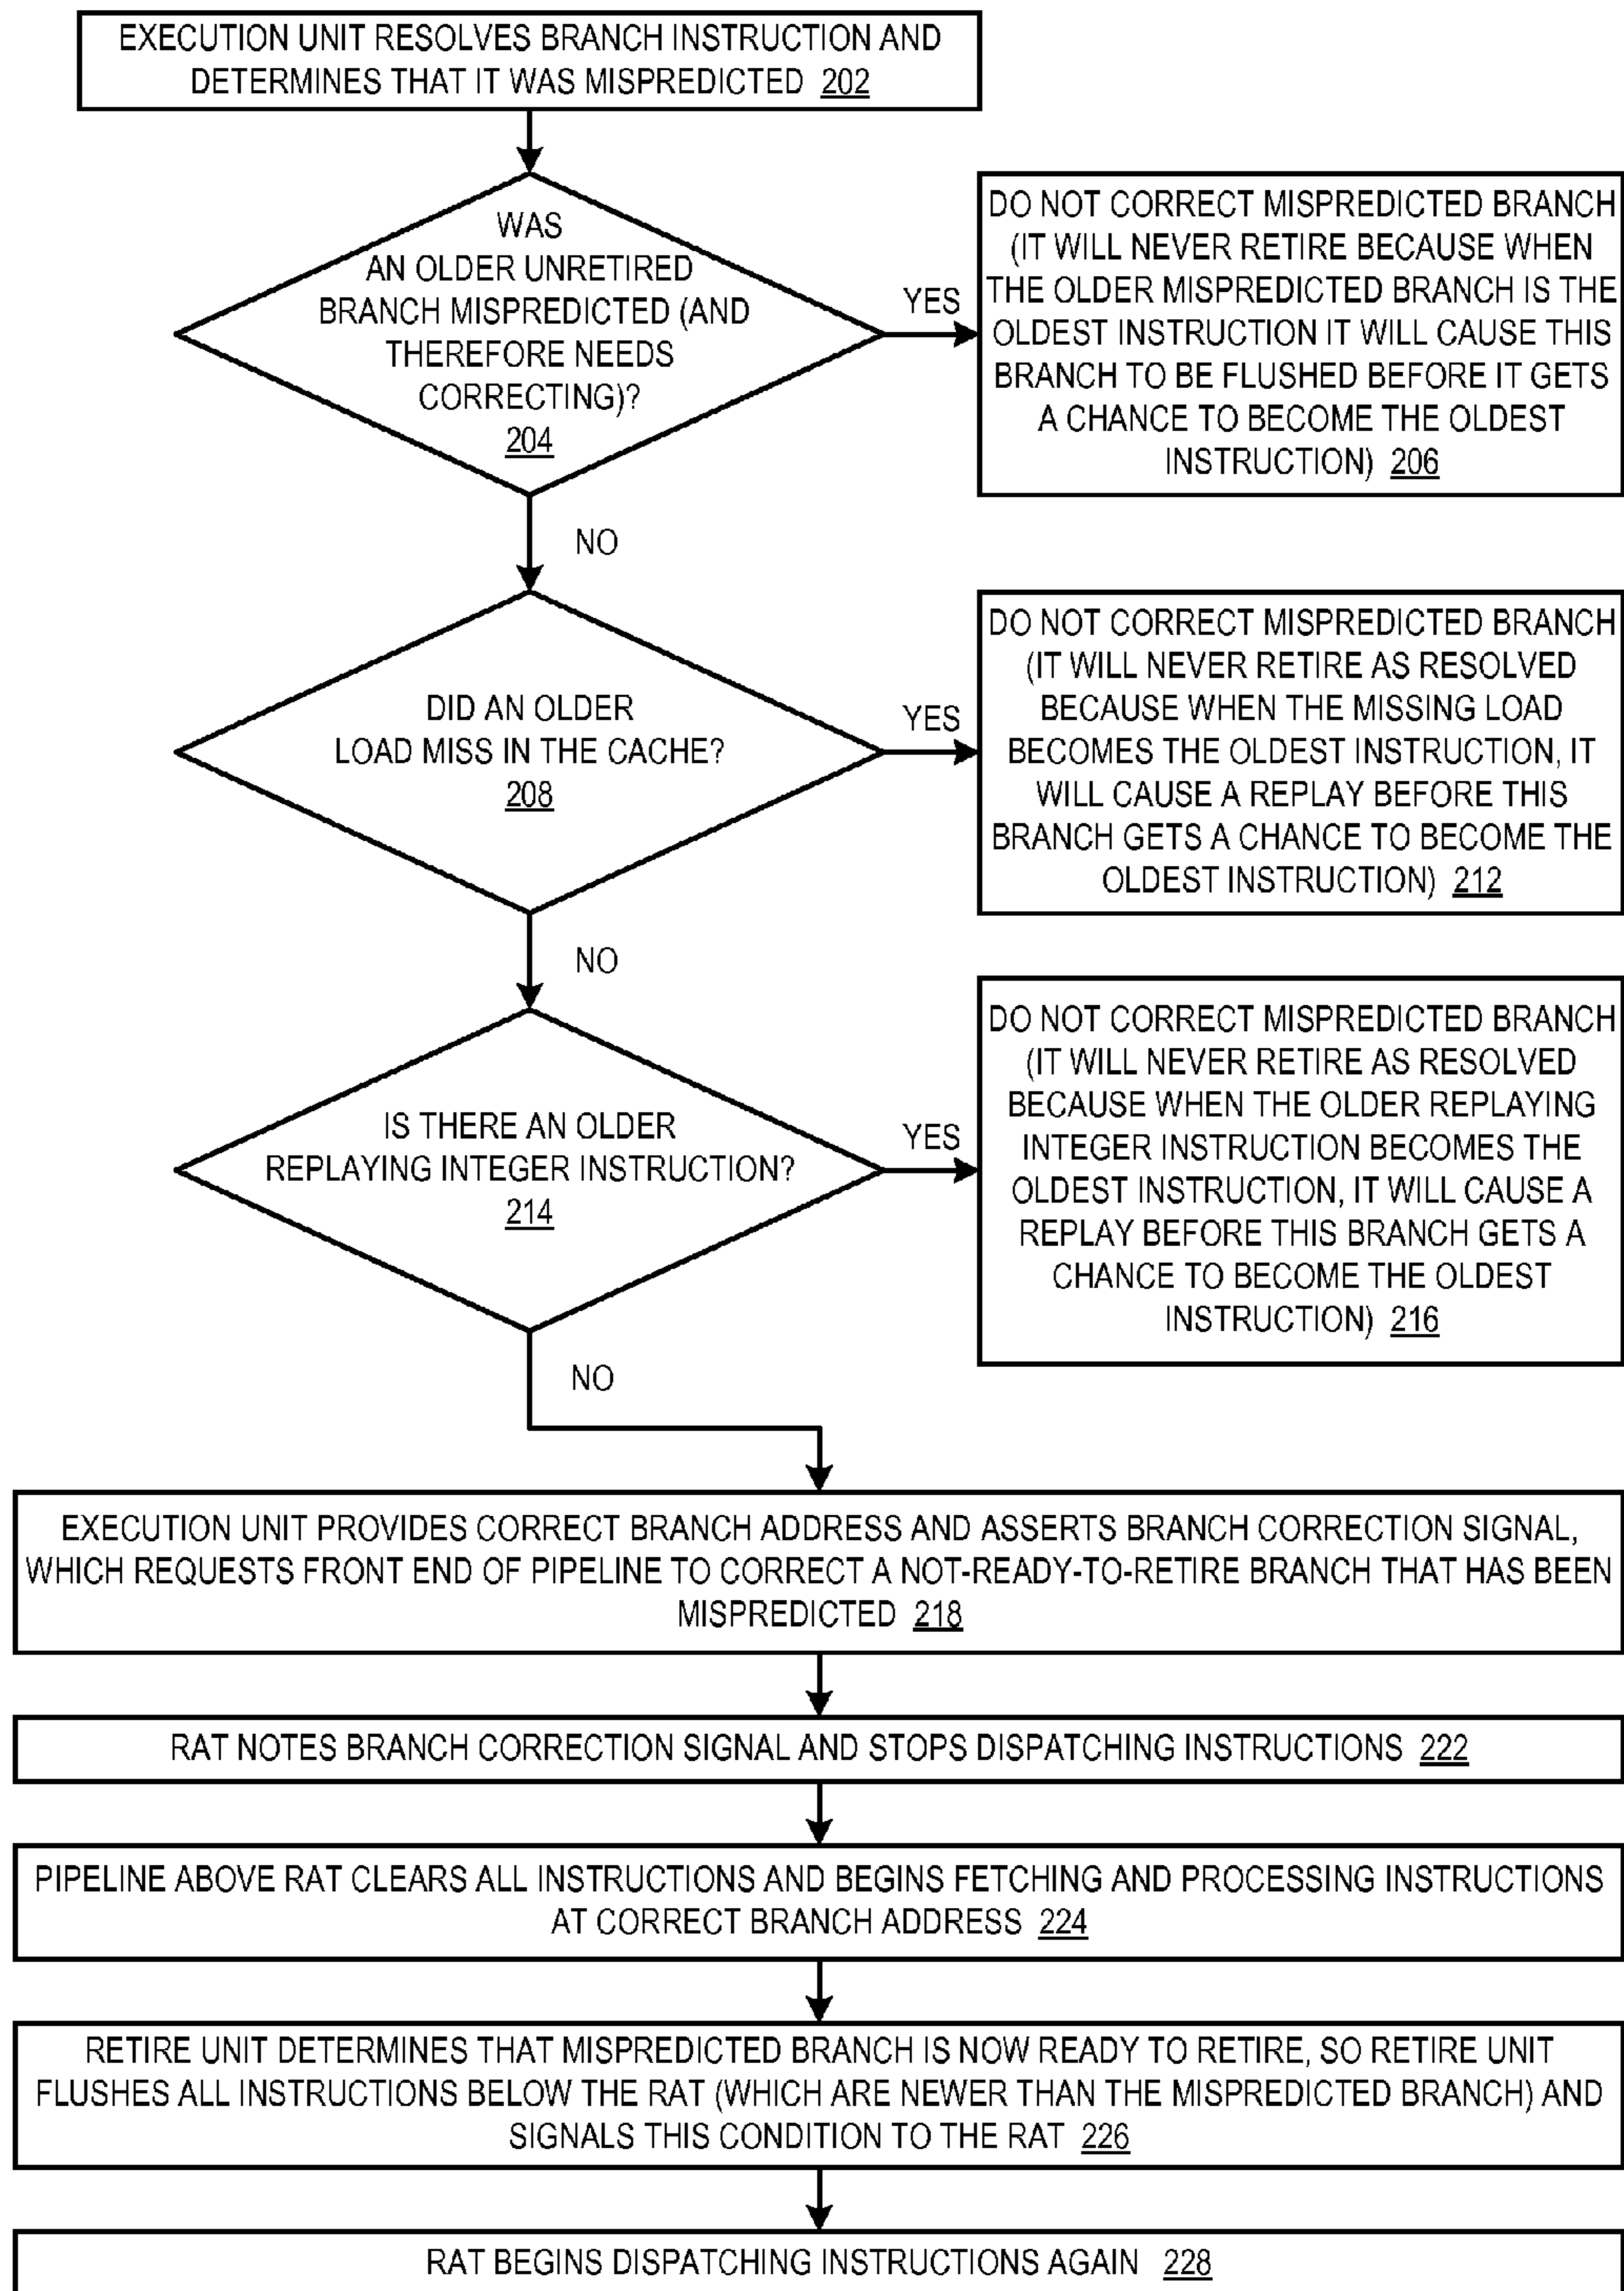 EXECUTION UNIT RESOLVES BRANCH INSTRUCTION AND
DETERMINES THAT IT WAS MISPREDICTED 202
WAS
AN OLDER UNRETIRED
BRANCH MISPREDICTED (AND
THEREFORE NEEDS
CORRECTING)?
204
YES
DO NOT CORRECT MISPREDICTED BRANCH
(IT WILL NEVER RETIRE BECAUSE WHEN
THE OLDER MISPREDICTED BRANCH IS THE
OLDEST INSTRUCTION IT WILL CAUSE THIS
BRANCH TO BE FLUSHED BEFORE IT GETS
A CHANCE TO BECOME THE OLDEST
INSTRUCTION) 206
NO
DID AN OLDER
LOAD MISS IN THE CACHE?
208
YES
DO NOT CORRECT MISPREDICTED BRANCH
(IT WILL NEVER RETIRE AS RESOLVED
BECAUSE WHEN THE MISSING LOAD
BECOMES THE OLDEST INSTRUCTION, IT
WILL CAUSE A REPLAY BEFORE THIS
BRANCH GETS A CHANCE TO BECOME THE
OLDEST INSTRUCTION) 212
NO
IS THERE AN OLDER
REPLAYING INTEGER INSTRUCTION?
214
YES
DO NOT CORRECT MISPREDICTED BRANCH
(IT WILL NEVER RETIRE AS RESOLVED
BECAUSE WHEN THE OLDER REPLAYING
INTEGER INSTRUCTION BECOMES THE
OLDEST INSTRUCTION, IT WILL CAUSE A
REPLAY BEFORE THIS BRANCH GETS A
CHANCE TO BECOME THE OLDEST
INSTRUCTION) 216
NO
EXECUTION UNIT PROVIDES CORRECT BRANCH ADDRESS AND ASSERTS BRANCH CORRECTION SIGNAL,
WHICH REQUESTS FRONT END OF PIPELINE TO CORRECT A NOT-READY-TO-RETIRE BRANCH THAT HAS BEEN
MISPREDICTED 218
RAT NOTES BRANCH CORRECTION SIGNAL AND STOPS DISPATCHING INSTRUCTIONS 222
PIPELINE ABOVE RAT CLEARS ALL INSTRUCTIONS AND BEGINS FETCHING AND PROCESSING INSTRUCTIONS
AT CORRECT BRANCH ADDRESS 224
RETIRE UNIT DETERMINES THAT MISPREDICTED BRANCH IS NOW READY TO RETIRE, SO RETIRE UNIT
FLUSHES ALL INSTRUCTIONS BELOW THE RAT (WHICH ARE NEWER THAN THE MISPREDICTED BRANCH) AND
SIGNALS THIS CONDITION TO THE RAT 226
RAT BEGINS DISPATCHING INSTRUCTIONS AGAIN 228